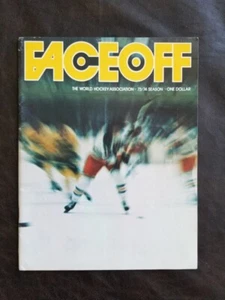 FACEOFF
THE WORLD HOCKEY ASSOCIATION · 73-74 SEASON · ONE DOLLAR